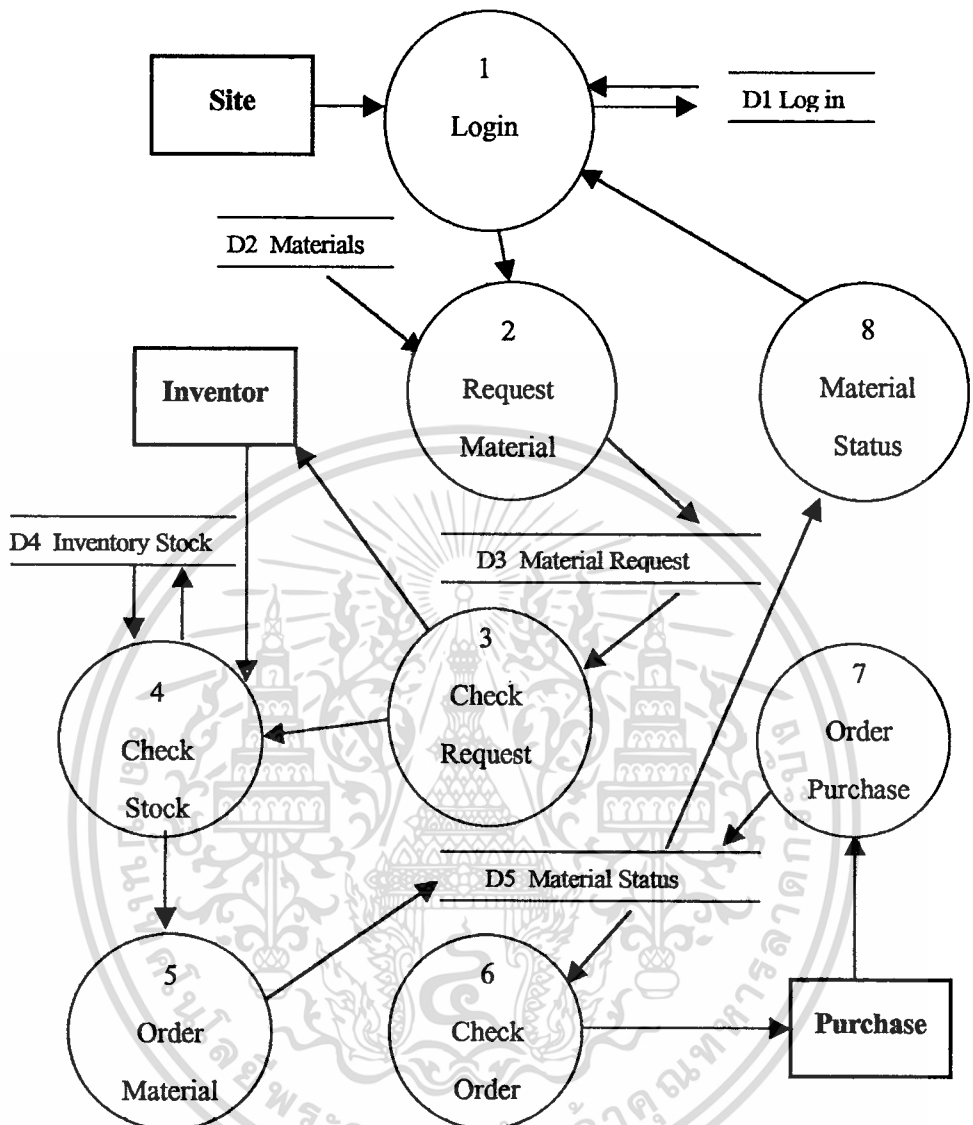 1
Login
Site
D1 Log in
D2 Materials
2
Request
Material
8
Material
Status
Inventor
D4 Inventory Stock
D3 Material Request
3
Check
Request
4
Check
Stock
7
Order
Purchase
D5 Material Status
5
Order
Material
6
Check
Order
Purchase